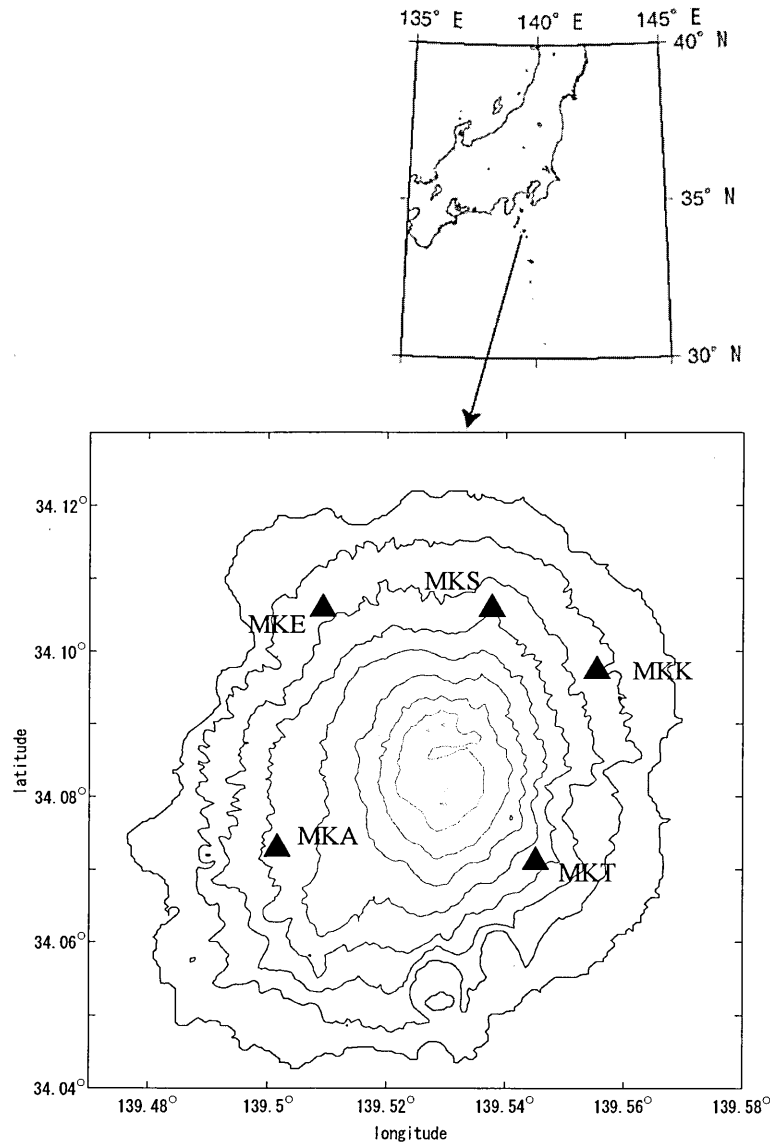 135° E 140° E 145° E
40° N
35° N
30° N
34.12°
34.10°
34.08°
34.06°
34.04°
latitude
MKS
MKE
MKK
MKA
MKT
139.48° 139.5° 139.52° 139.54° 139.56° 139.58°
longitude